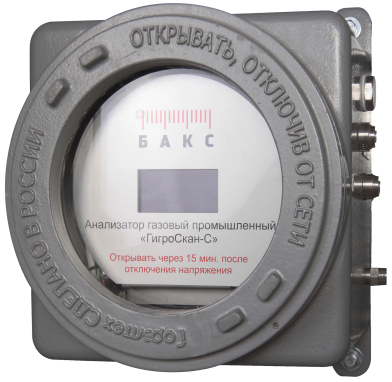 ОТКРЫВАТЬ, ОТКЛЮЧИВ ОТ СЕТИ
БАКС
Анализатор газовый промышленный
«ГигроСкан-С»
Открывать через 15 мин. после
отключения напряжения
Горэлтех СДЕЛАНО В РОССИИ